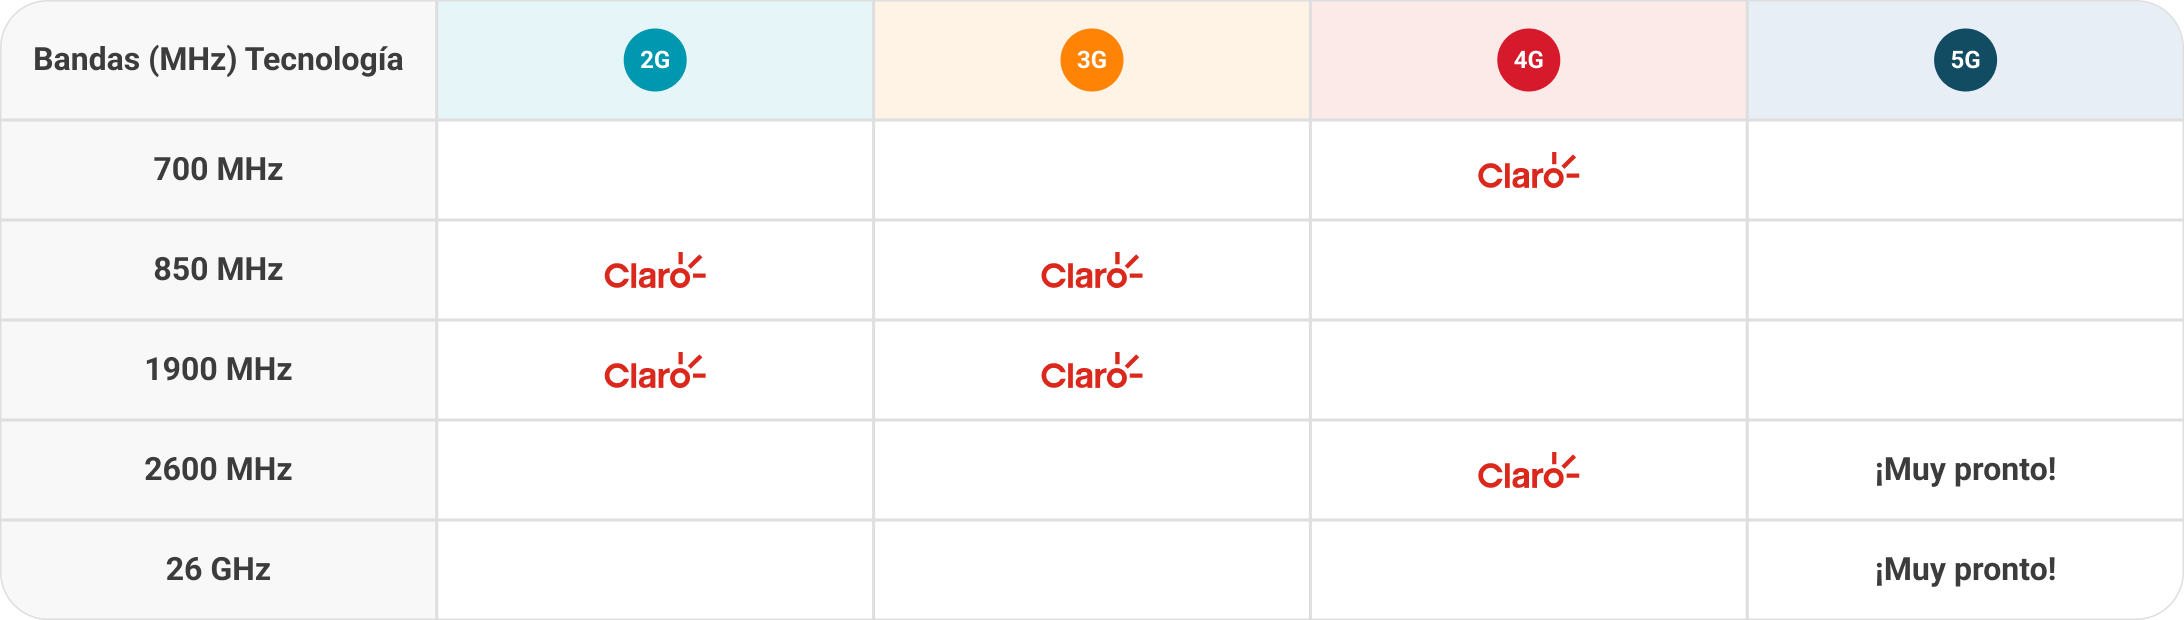 Bandas (MHz) Tecnología 2G 3G 4G 5G
700 MHz Claro
850 MHz Claro Claro
1900 MHz Claro Claro
2600 MHz Claro ¡Muy pronto!
26 GHz ¡Muy pronto!